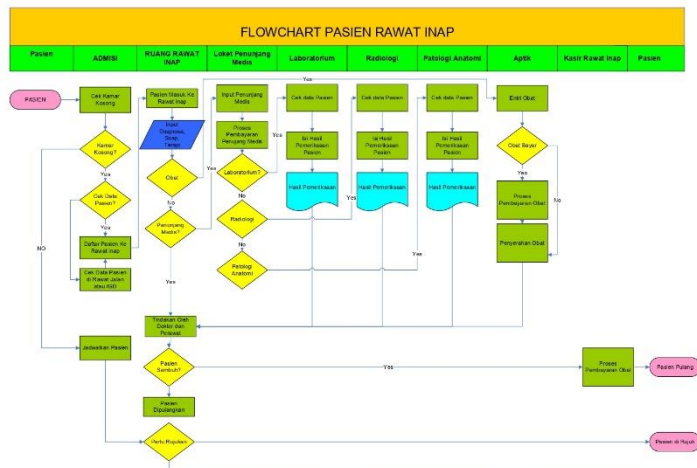 FLOWCHART PASIEN RAWAT INAP
Pasien
ADMISI
RUANG RAWAT
INAP
Loket Penunjang
Medis
Laboratorium
Radiologi
Patologi Anatomi
Aptik
Kasir Rawat Inap
Pasien
Yes
PASIEN
Cek Kamar
Kosong
Pasien Masuk Ke
Rawat Inap
Input Penunjang
Medis
Cek data Pasien
Cek data Pasien
Cek data Pasien
Entri Obat
Input
Diagnosa,
Soap
Terapi
Proses
Pembayaran
Penujang Medis
Isi Hasil
Pemeriksaan
Pasien
Isi Hasil
Pemeriksaan
Pasien
Isi Hasil
Pemeriksaan
Pasien
Kamar
Kosong?
Yes
Obat Bayar
Yes
Yes
Laboratorium?
Obat
Hasil Pemeriksaan
Hasil Pemeriksaan
Hasil Pemeriksaan
Yes
Cek Data
Pasien?
No
No
Yes
Proses
Pembayaran Obat
No
Yes
Radiologi
Penunjang
Medis?
Penyerahan Obat
NO
Daftar Pasien Ke
Rawat Inap
No
Yes
Cek Data Pasien
di Rawat Jalan
atau IGD
Patologi
Anatomi
Yes
Tindakan Oleh
Dokter dan
Perawat
Jadwalkan Pasien
Pasien
Sembuh?
Yes
Proses
Pembayaran Obat
Pasien Pulang
Pasien
Dipulangkan
Perlu Rujukan
Pasien di Rujuk